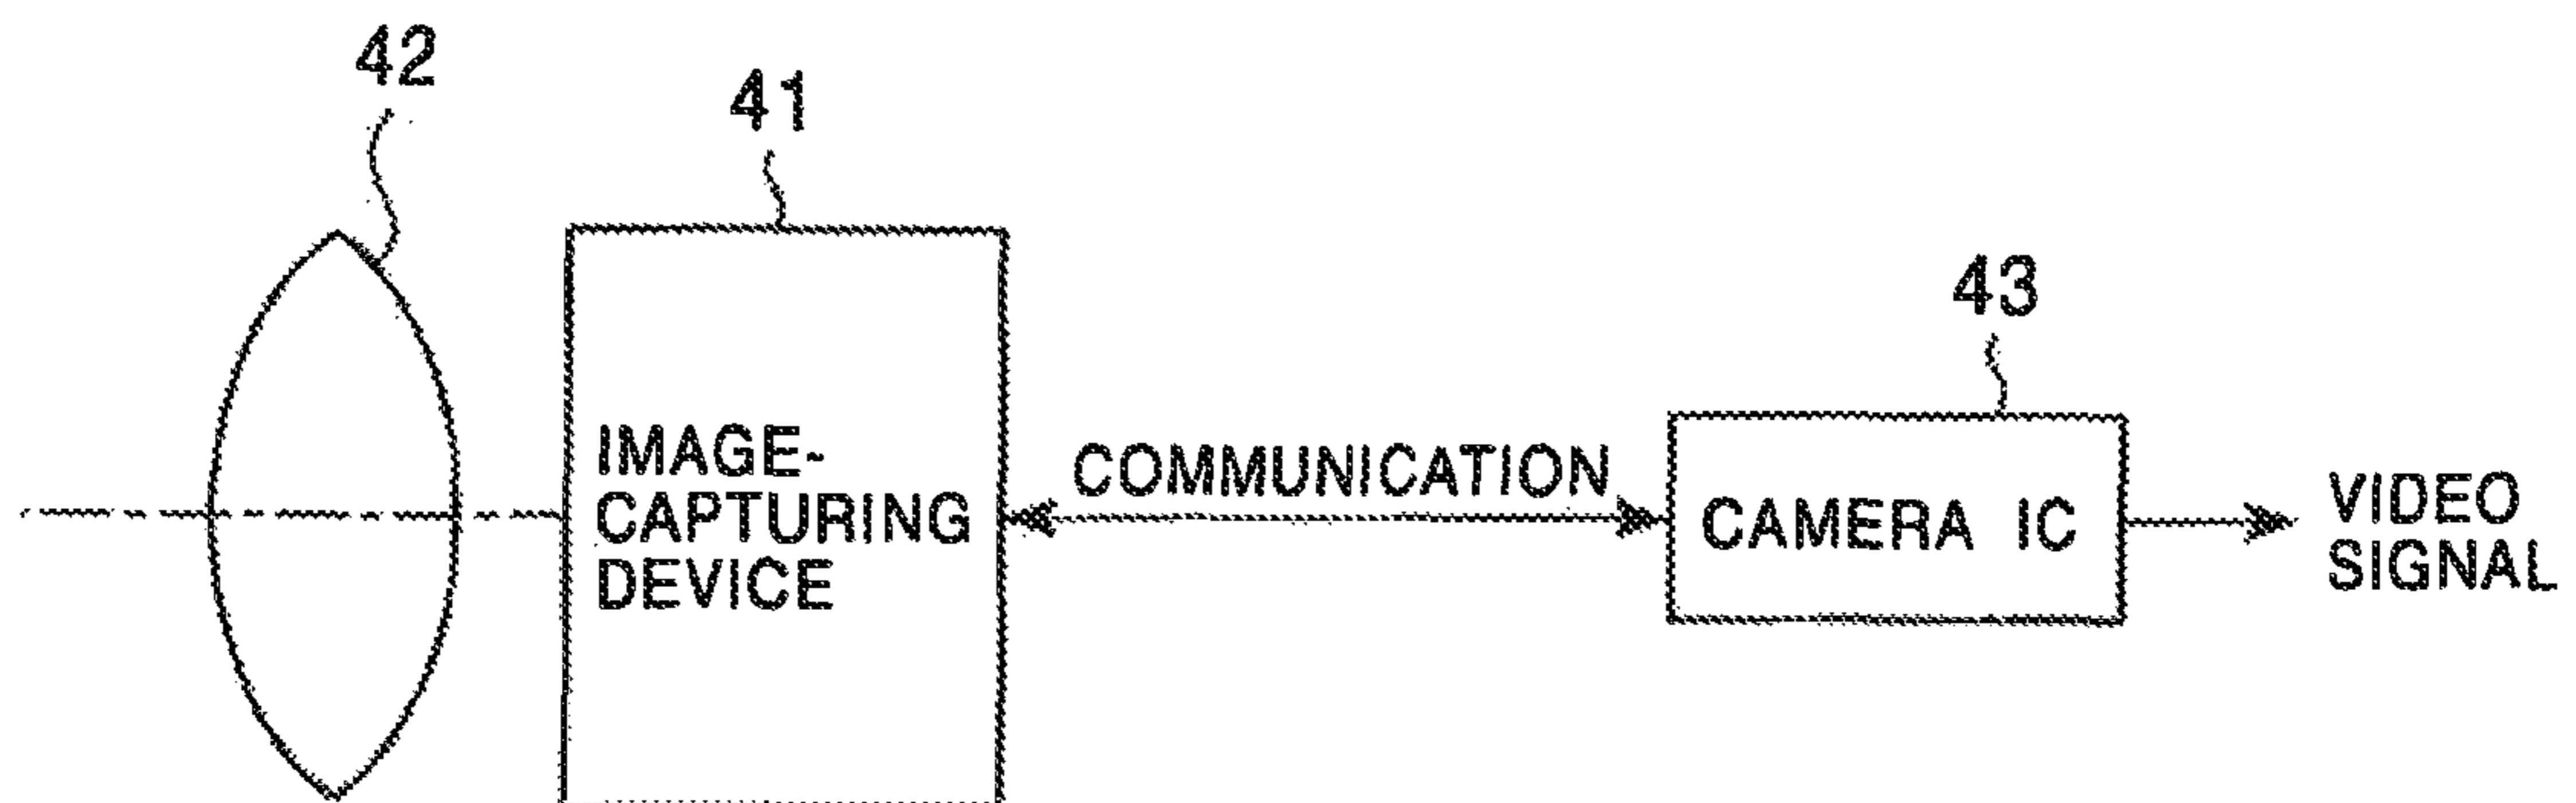 42
41
43
IMAGE-
CAPTURING
DEVICE
COMMUNICATION
CAMERA IC
VIDEO
SIGNAL